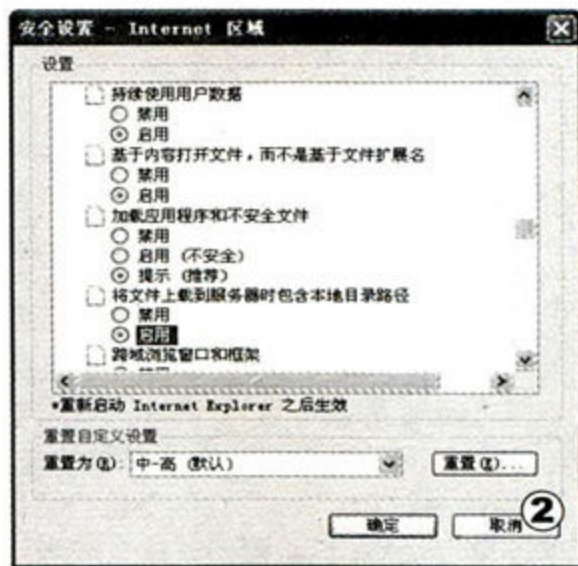 安全设置 - Internet 区域
设置
持续使用用户数据
禁用
启用
基于内容打开文件，而不是基于文件扩展名
禁用
启用
加载应用程序和不安全文件
禁用
启用 (不安全)
提示 (推荐)
将文件上载到服务器时包含本地目录路径
禁用
启用
跨域浏览窗口和框架
*重新启动 Internet Explorer 之后生效
重置自定义设置
重置为(R): 中-高 (默认) 重置(E)...
确定 取消 ②